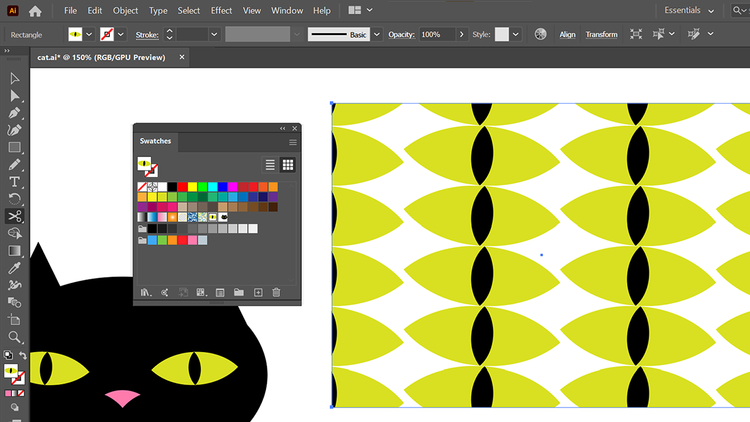 Ai File Edit Object Type Select Effect View Window Help Essentials
Rectangle Stroke: Basic Opacity: 100% Style: Align Transform
cat.ai* @ 150% (RGB/GPU Preview) ×
Swatches
T